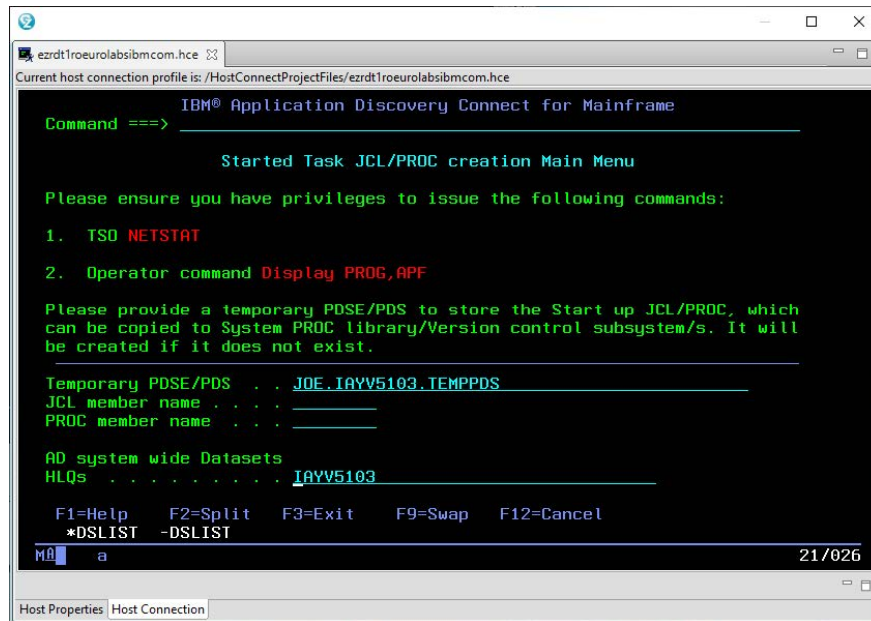 ezrdt1roeurolabsibmcom.hce
Current host connection profile is: /HostConnectProjectFiles/ezrdt1roeurolabsibmcom.hce
IBM® Application Discovery Connect for Mainframe
Command ===>
Started Task JCL/PROC creation Main Menu
Please ensure you have privileges to issue the following commands:
1. TSO NETSTAT
2. Operator command Display PROG,APF
Please provide a temporary PDSE/PDS to store the Start up JCL/PROC, which
can be copied to System PROC library/Version control subsystem/s. It will
be created if it does not exist.
Temporary PDSE/PDS . . JOE.IAYV5103.TEMPPDS
JCL member name . . . .
PROC member name . . .
AD system wide Datasets
HLQs . . . . . . . . . IAYV5103
F1=Help F2=Split F3=Exit F9=Swap F12=Cancel
*DSLIST -DSLIST
MA a 21/026
Host Properties Host Connection